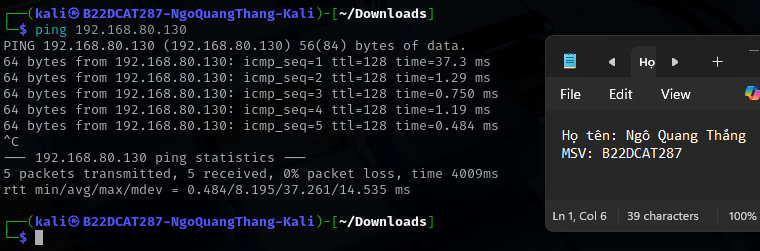 ┌──(kali㉿B22DCAT287-NgoQuangThang-Kali)-[~/Downloads]
└─$ ping 192.168.80.130
PING 192.168.80.130 (192.168.80.130) 56(84) bytes of data.
64 bytes from 192.168.80.130: icmp_seq=1 ttl=128 time=37.3 ms
64 bytes from 192.168.80.130: icmp_seq=2 ttl=128 time=1.29 ms
64 bytes from 192.168.80.130: icmp_seq=3 ttl=128 time=0.750 ms
64 bytes from 192.168.80.130: icmp_seq=4 ttl=128 time=1.19 ms
64 bytes from 192.168.80.130: icmp_seq=5 ttl=128 time=0.484 ms
^C
--- 192.168.80.130 ping statistics ---
5 packets transmitted, 5 received, 0% packet loss, time 4009ms
rtt min/avg/max/mdev = 0.484/8.195/37.261/14.535 ms
┌──(kali㉿B22DCAT287-NgoQuangThang-Kali)-[~/Downloads]
└─$
Họ
File Edit View
Họ tên: Ngô Quang Thắng
MSV: B22DCAT287
Ln 1, Col 6 39 characters 100%